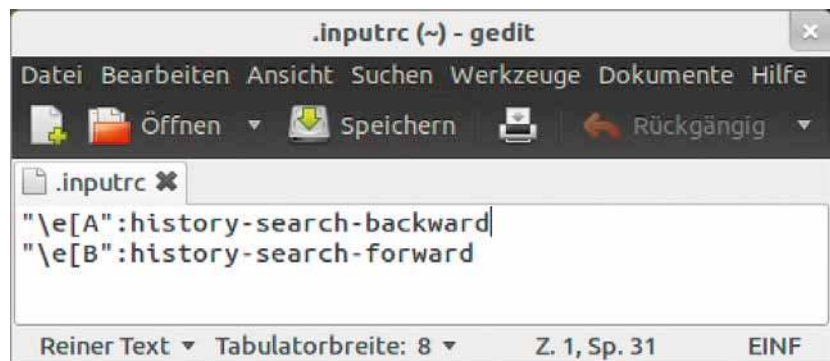 .inputrc (~) - gedit
Datei Bearbeiten Ansicht Suchen Werkzeuge Dokumente Hilfe
Öffnen Speichern Rückgängig
.inputrc
"\e[A":history-search-backward
"\e[B":history-search-forward
Reiner Text Tabulatorbreite: 8 Z. 1, Sp. 31 EINF